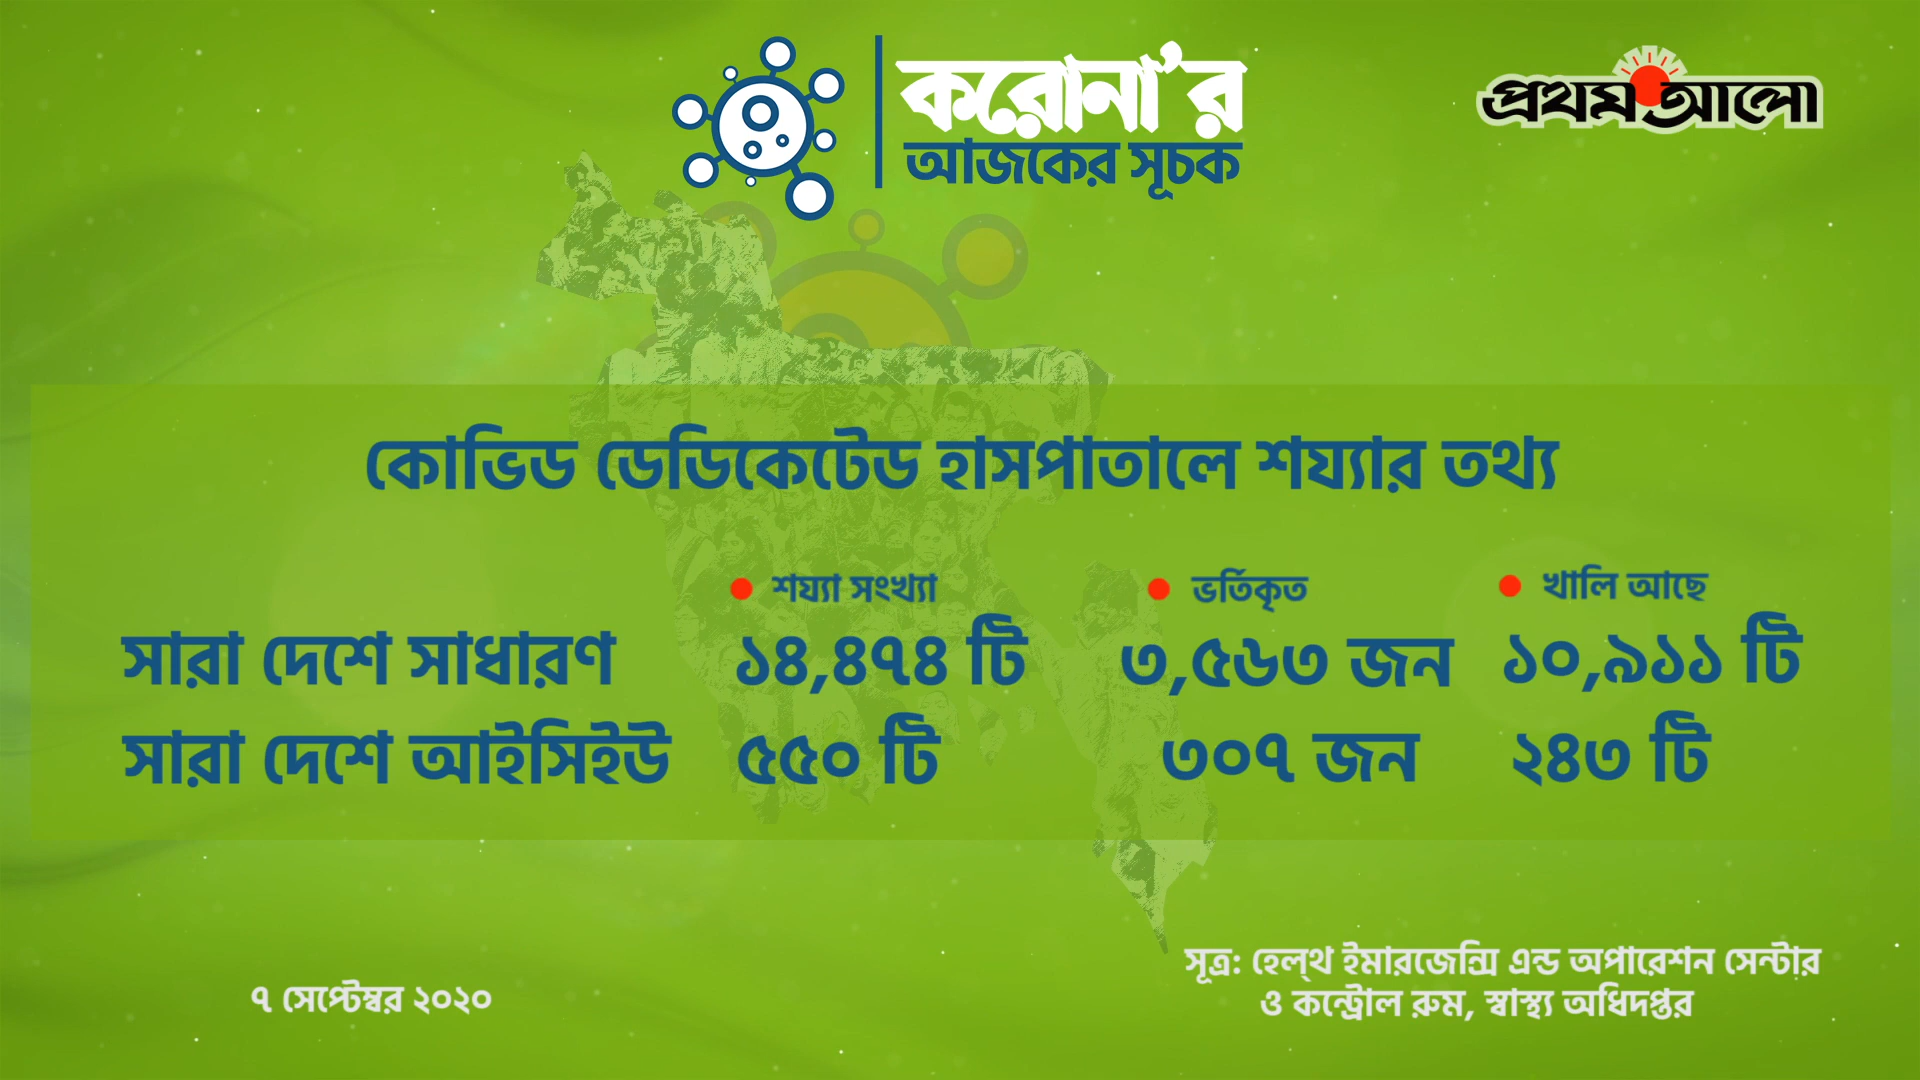 করোনা'র
আজকের সূচক
প্রথম আলো
কোভিড ডেডিকেটেড হাসপাতালে শয্যার তথ্য
শয্যা সংখ্যা ভর্তিকৃত খালি আছে
সারা দেশে সাধারণ ১৪,৪৭৪ টি ৩,৫৬৩ জন ১০,৯১১ টি
সারা দেশে আইসিইউ ৫৫০ টি ৩০৭ জন ২৪৩ টি
৭ সেপ্টেম্বর ২০২০
সূত্র: হেল্‌থ ইমারজেন্সি এন্ড অপারেশন সেন্টার
ও কন্ট্রোল রুম, স্বাস্থ্য অধিদপ্তর